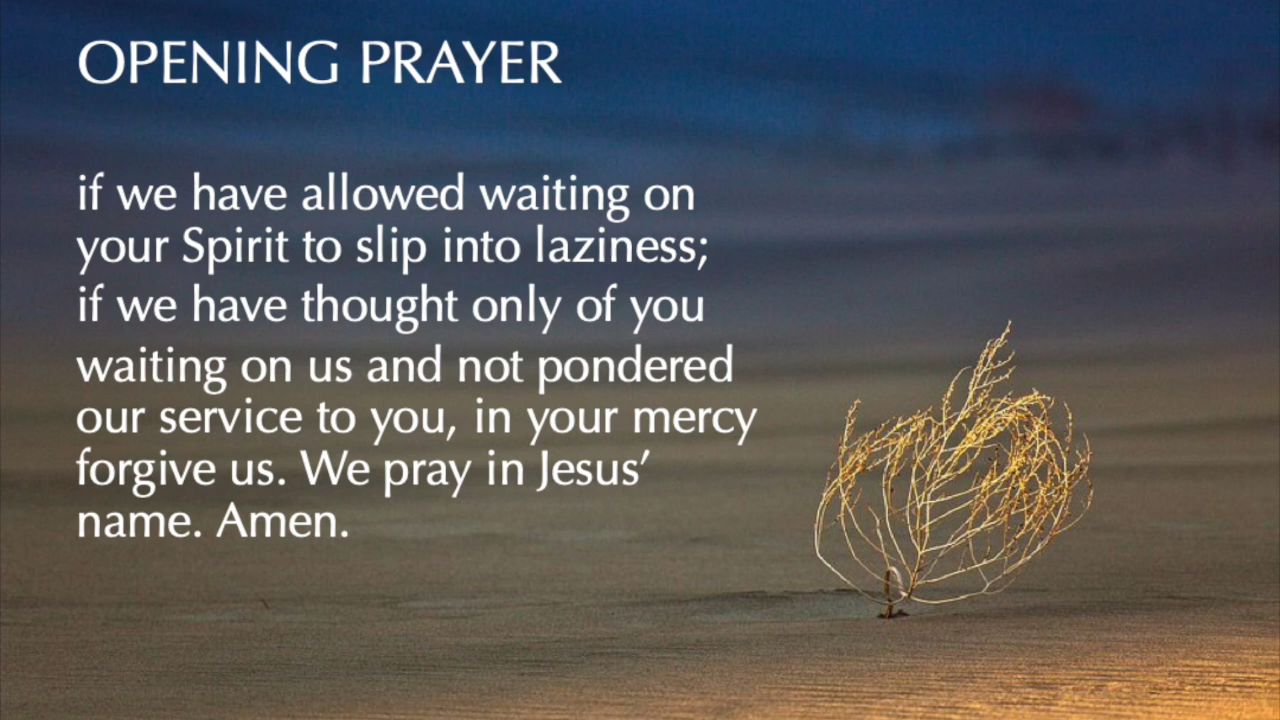 OPENING PRAYER
if we have allowed waiting on
your Spirit to slip into laziness;
if we have thought only of you
waiting on us and not pondered
our service to you, in your mercy
forgive us. We pray in Jesus’
name. Amen.